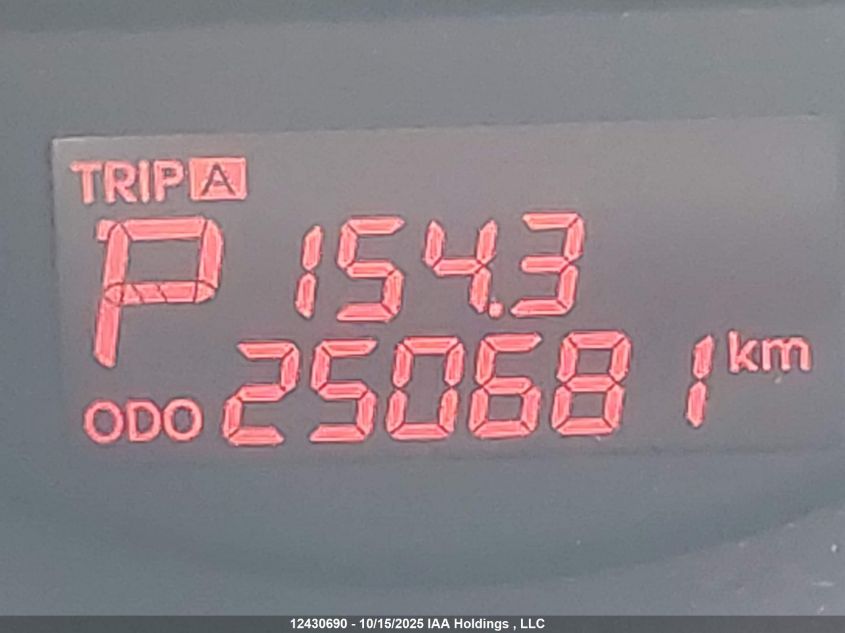 TRIP A
P 154.3
ODO 250681 km
12430690 - 10/15/2025 IAA Holdings , LLC